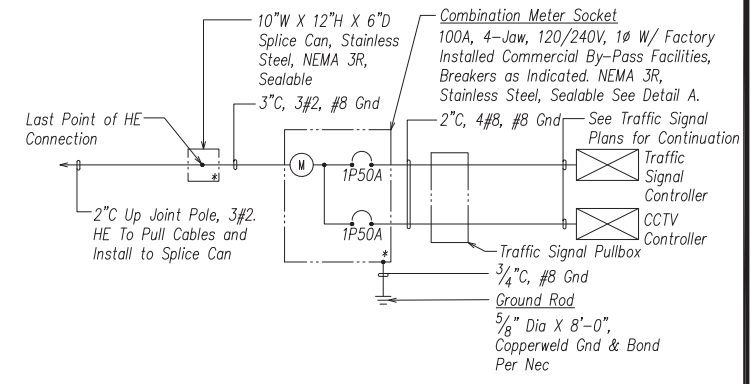 10"W X 12"H X 6"D
Splice Can, Stainless
Steel, NEMA 3R,
Sealable
3"C, 3#2, #8 Gnd
Last Point of HE
Connection
*
2"C Up Joint Pole, 3#2.
HE To Pull Cables and
Install to Splice Can
Combination Meter Socket
100A, 4-Jaw, 120/240V, 1ø W/ Factory
Installed Commercial By-Pass Facilities,
Breakers as Indicated. NEMA 3R,
Stainless Steel, Sealable See Detail A.
2"C, 4#8, #8 Gnd
See Traffic Signal
Plans for Continuation
M
1P50A
Traffic
Signal
Controller
1P50A
CCTV
Controller
*
Traffic Signal Pullbox
3/4"C, #8 Gnd
Ground Rod
5/8" Dia X 8'-0",
Copperweld Gnd & Bond
Per Nec